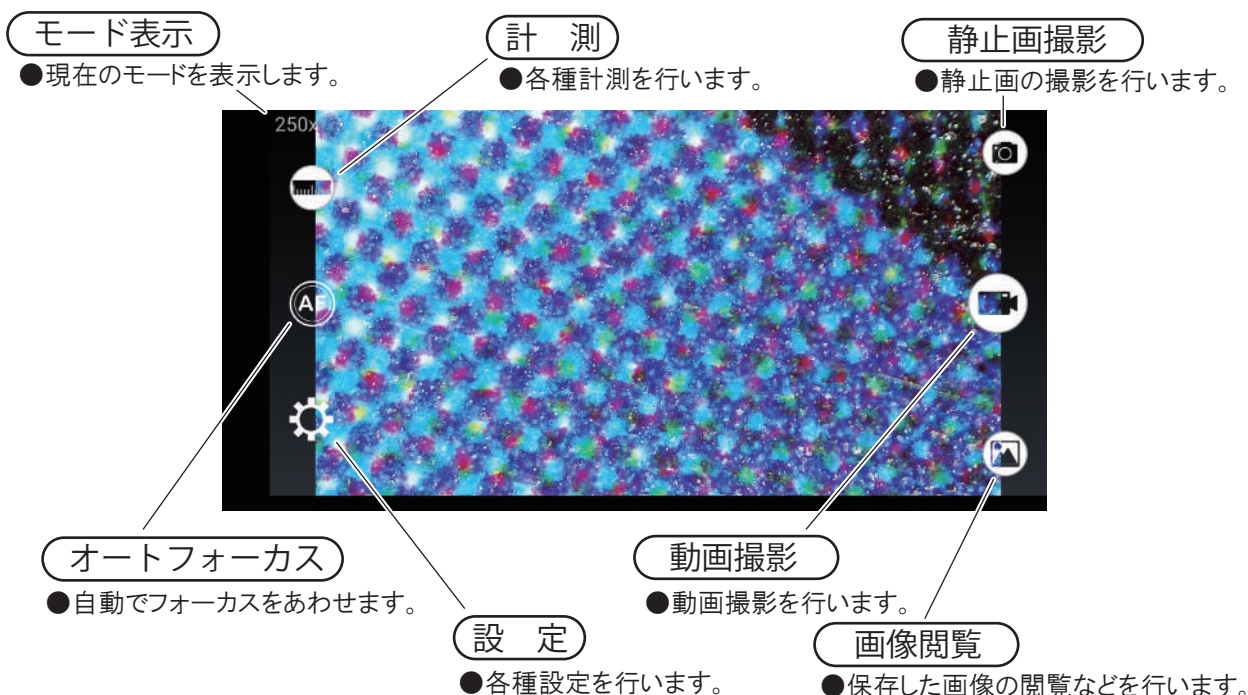 モード表示
●現在のモードを表示します。
計 測
●各種計測を行います。
静止画撮影
●静止画の撮影を行います。
250x
AF
オートフォーカス
●自動でフォーカスをあわせます。
設 定
●各種設定を行います。
動画撮影
●動画撮影を行います。
画像閲覧
●保存した画像の閲覧などを行います。